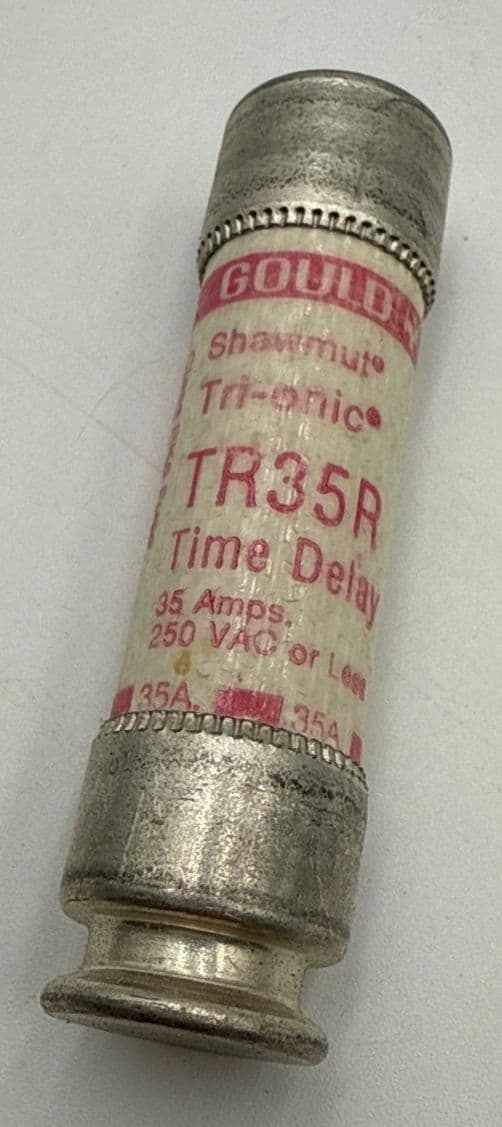 GOULD
Shawmut®
Tri-onic®
TR35R
Time Delay
35 Amps.
250 VAC or Less
35A. 35A